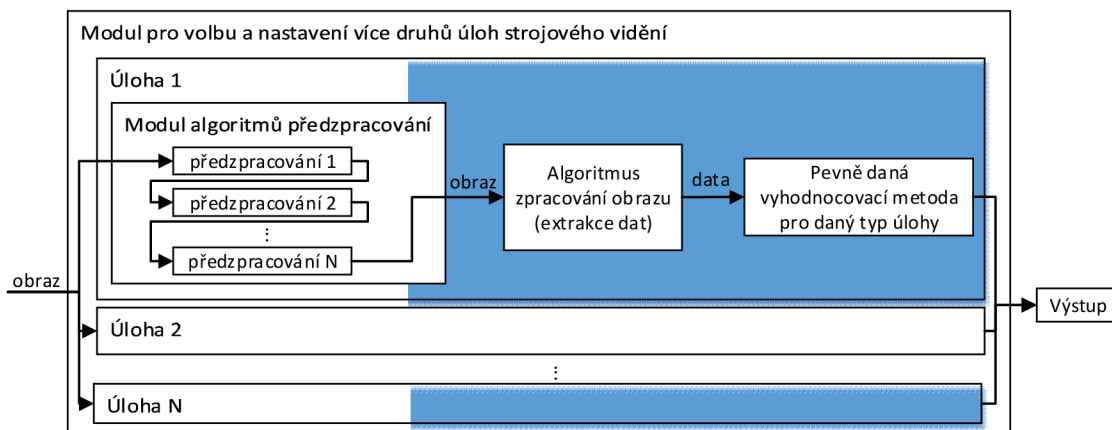 Modul pro volbu a nastavení více druhů úloh strojového vidění
Úloha 1
Modul algoritmů předzpracování
předzpracování 1
předzpracování 2
⋮
předzpracování N
obraz
obraz
Algoritmus
zpracování obrazu
(extrakce dat)
data
Pevně daná
vyhodnocovací metoda
pro daný typ úlohy
Výstup
Úloha 2
⋮
Úloha N